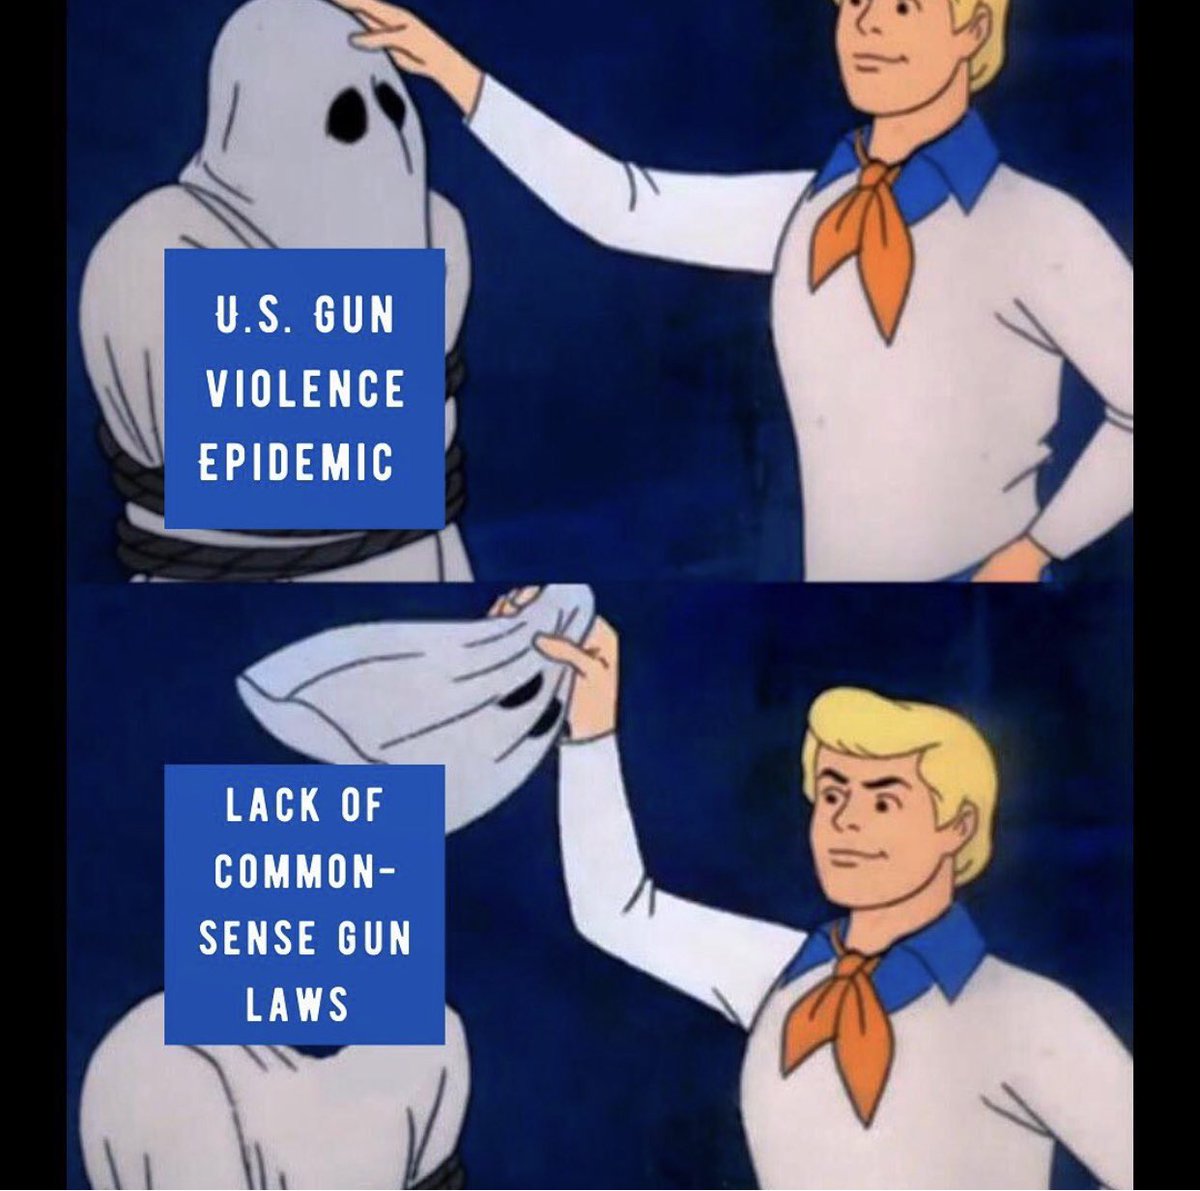 U.S. GUN
VIOLENCE
EPIDEMIC
LACK OF
COMMON-
SENSE GUN
LAWS